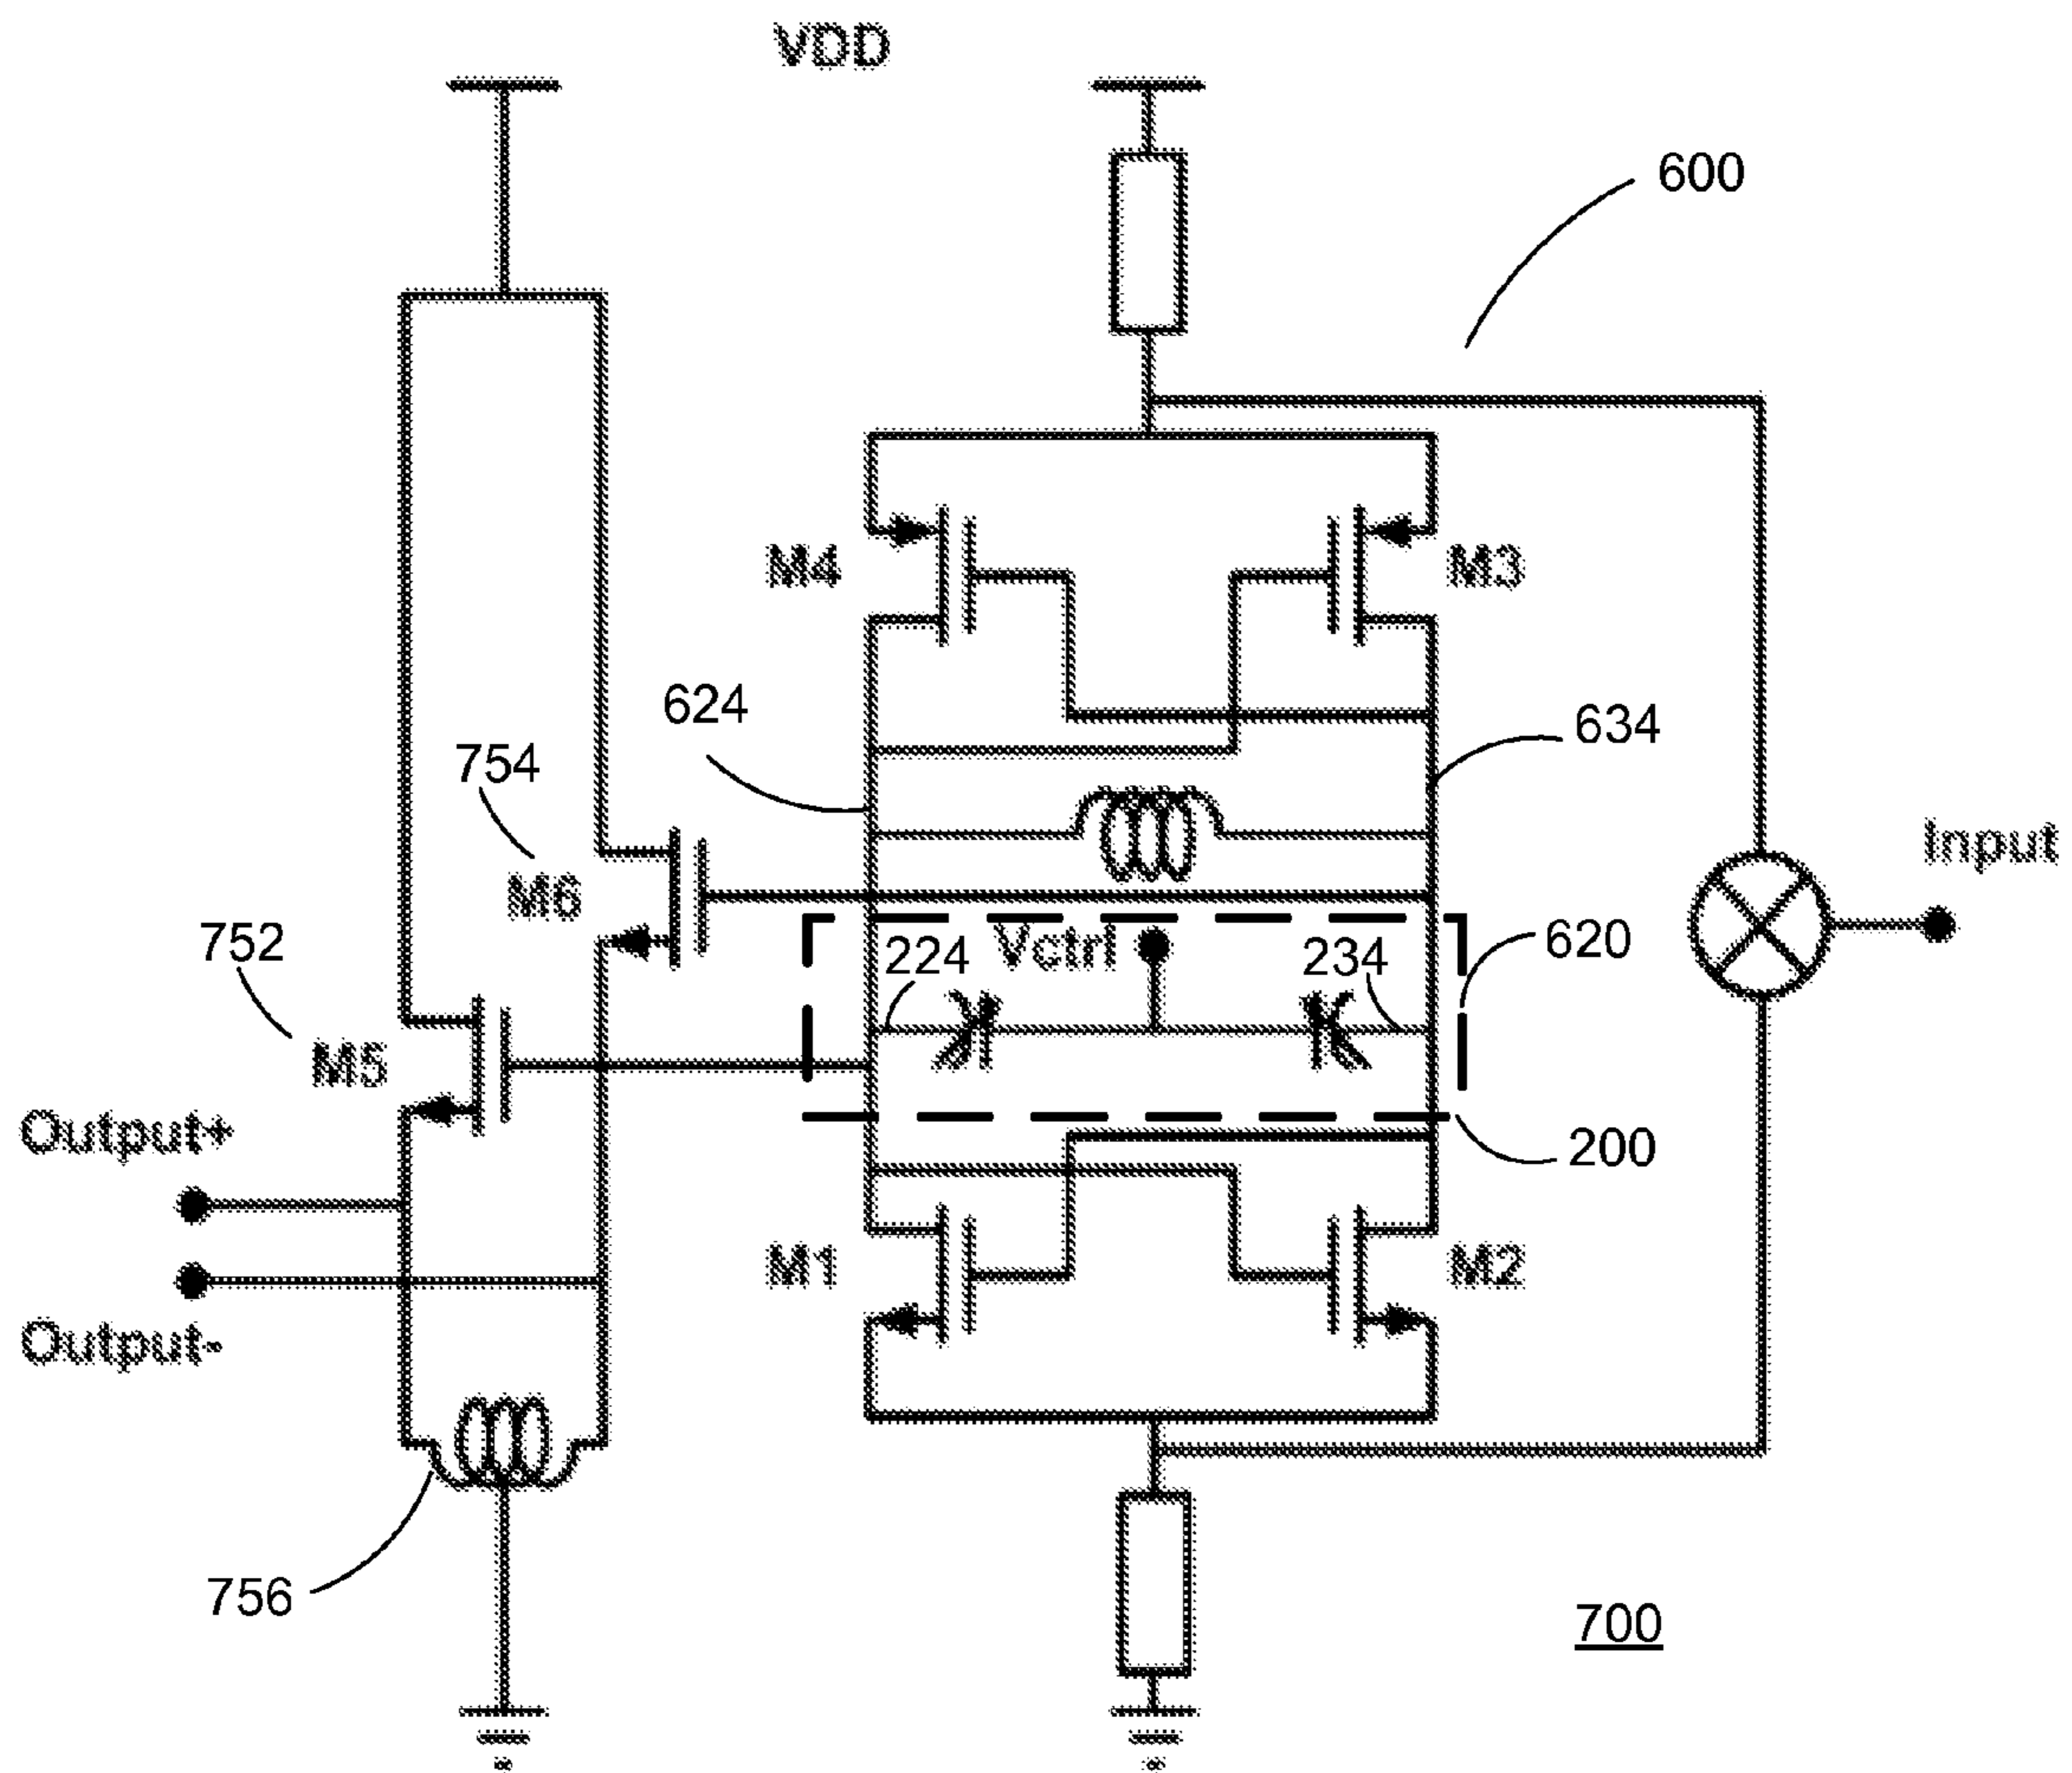 VDD
600
M4
M3
624
634
754
Input
M6
752
224
Vctrl
234
620
M5
Output+
200
M1
M2
Output-
756
700